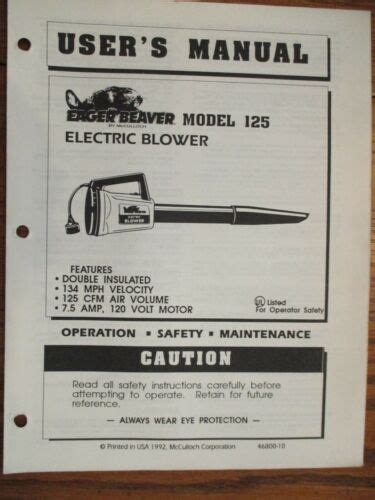 USER'S MANUAL
EAGER BEAVER MODEL 125
BY McCULLOCH
ELECTRIC BLOWER
ELECTRIC
BLOWER
FEATURES
• DOUBLE INSULATED
• 134 MPH VELOCITY
• 125 CFM AIR VOLUME
• 7.5 AMP, 120 VOLT MOTOR
UL Listed
For Operator Safety
OPERATION ▪ SAFETY ▪ MAINTENANCE
CAUTION
Read all safety instructions carefully before
attempting to operate. Retain for future
reference.
— ALWAYS WEAR EYE PROTECTION —
© Printed in USA 1992, McCulloch Corporation 46800-10